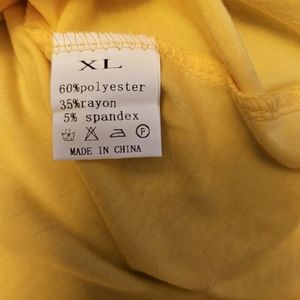 XL
60%polyester
35%rayon
5% spandex
F
MADE IN CHINA